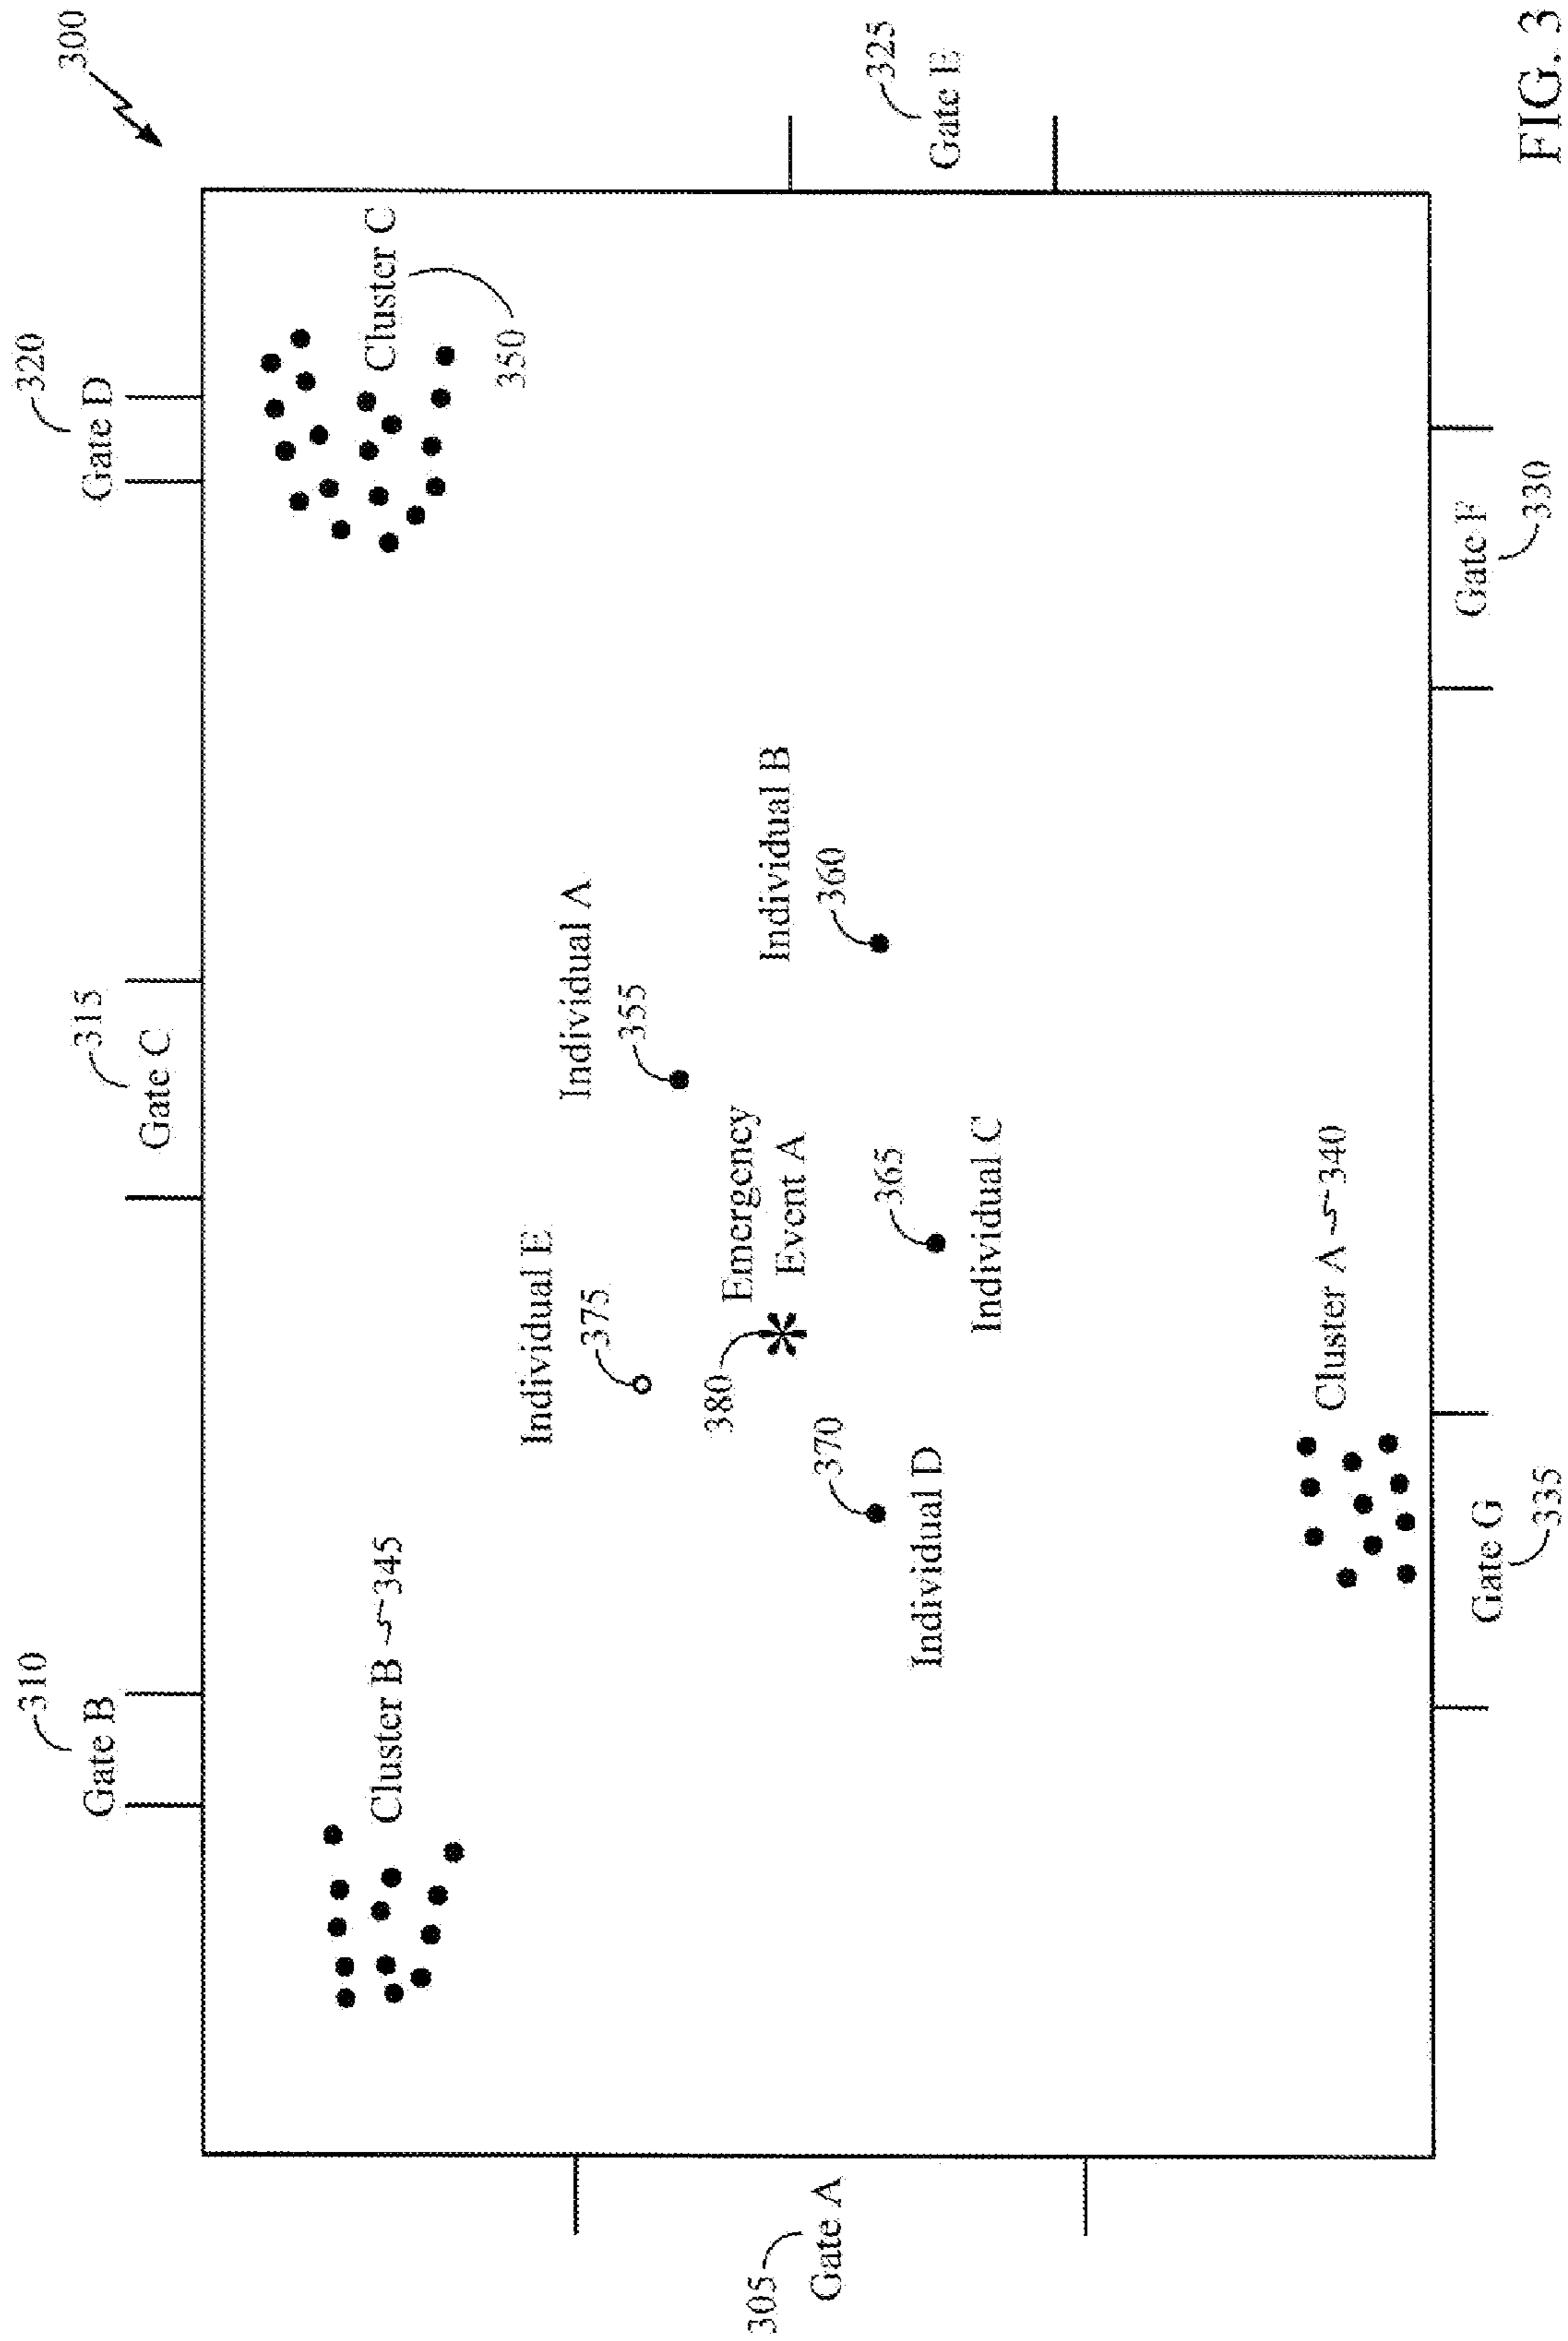 300
310
Gate B
315
Gate C
320
Gate D
Cluster B 345
Cluster C
350
Individual E
375
Individual A
355
Individual B
360
380
Emergency
Event A
305
Gate A
370
Individual D
365
Individual C
325
Gate E
Cluster A 340
Gate G
335
Gate F
330
FIG. 3